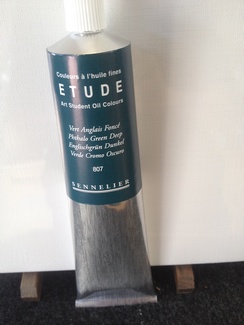 Couleurs à l'huile fines
ETUDE
Art Student Oil Colours
Vert Anglais Foncé
Phthalo Green Deep
Englischgrün Dunkel
Verde Cromo Oscuro
807
SENNELIER